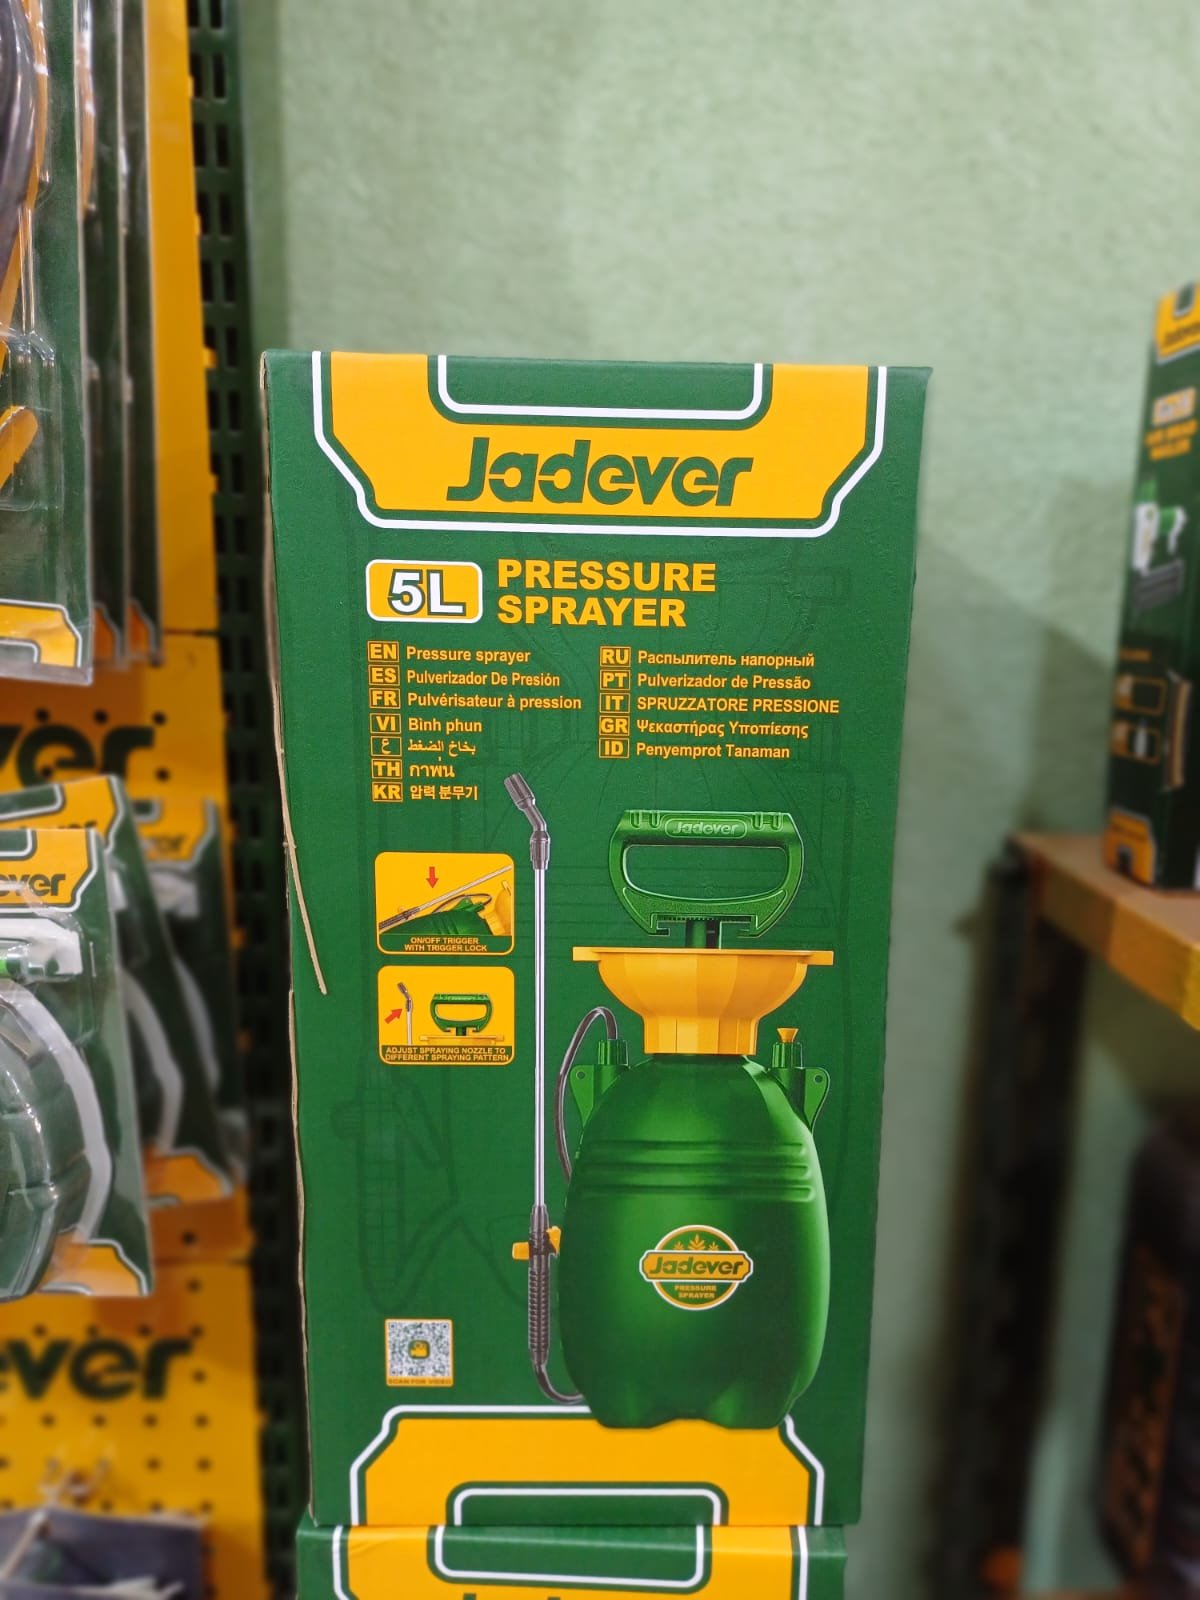 Jadever
5L PRESSURE
SPRAYER
EN Pressure sprayer
ES Pulverizador De Presión
FR Pulvérisateur à pression
VI Bình phun
ع بخاخ الضغط
TH กาพ่น
KR 압력 분무기
RU Распылитель напорный
PT Pulverizador de Pressão
IT SPRUZZATORE PRESSIONE
GR Ψεκαστήρας Υποπίεσης
ID Penyemprot Tanaman
Jadever
ON/OFF TRIGGER
WITH TRIGGER LOCK
ADJUST SPRAYING NOZZLE TO
DIFFERENT SPRAYING PATTERN
Jadever
PRESSURE
SPRAYER
SCAN FOR VIDEO
Jadever